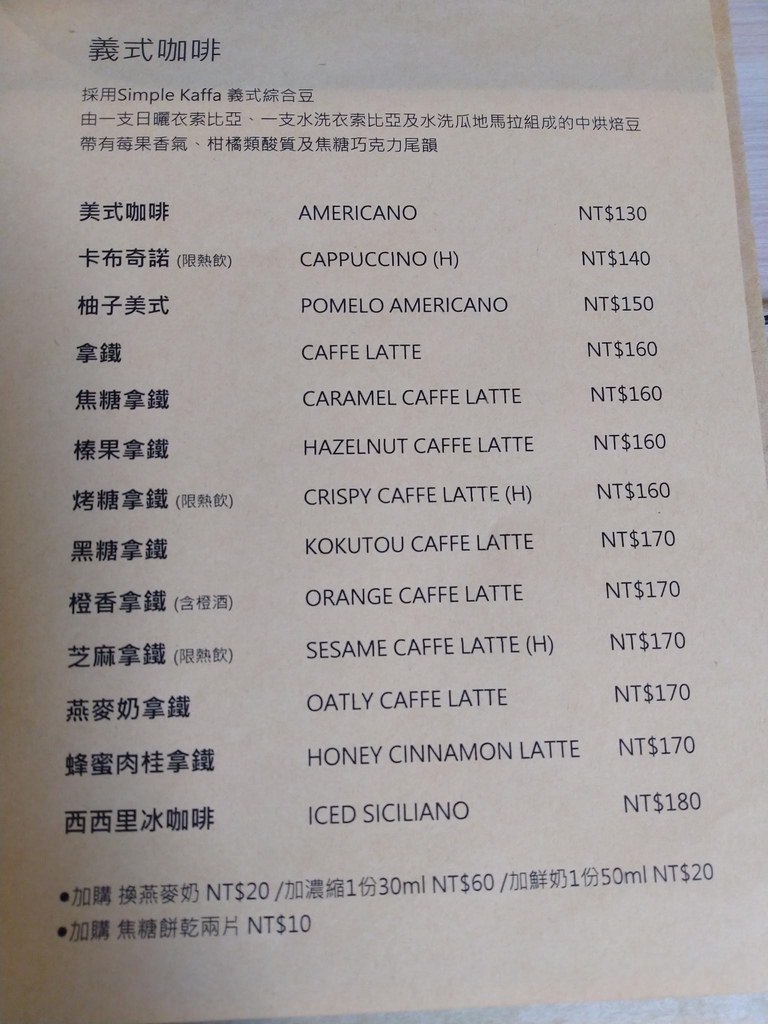 義式咖啡
採用Simple Kaffa 義式綜合豆
由一支日曬衣索比亞、一支水洗衣索比亞及水洗瓜地馬拉組成的中烘焙豆
帶有莓果香氣、柑橘類酸質及焦糖巧克力尾韻
美式咖啡 AMERICANO NT$130
卡布奇諾 (限熱飲) CAPPUCCINO (H) NT$140
柚子美式 POMELO AMERICANO NT$150
拿鐵 CAFFE LATTE NT$160
焦糖拿鐵 CARAMEL CAFFE LATTE NT$160
榛果拿鐵 HAZELNUT CAFFE LATTE NT$160
烤糖拿鐵 (限熱飲) CRISPY CAFFE LATTE (H) NT$160
黑糖拿鐵 KOKUTOU CAFFE LATTE NT$170
橙香拿鐵 (含橙酒) ORANGE CAFFE LATTE NT$170
芝麻拿鐵 (限熱飲) SESAME CAFFE LATTE (H) NT$170
燕麥奶拿鐵 OATLY CAFFE LATTE NT$170
蜂蜜肉桂拿鐵 HONEY CINNAMON LATTE NT$170
西西里冰咖啡 ICED SICILIANO NT$180
●加購 換燕麥奶 NT$20 /加濃縮1份30ml NT$60 /加鮮奶1份50ml NT$20
●加購 焦糖餅乾兩片 NT$10